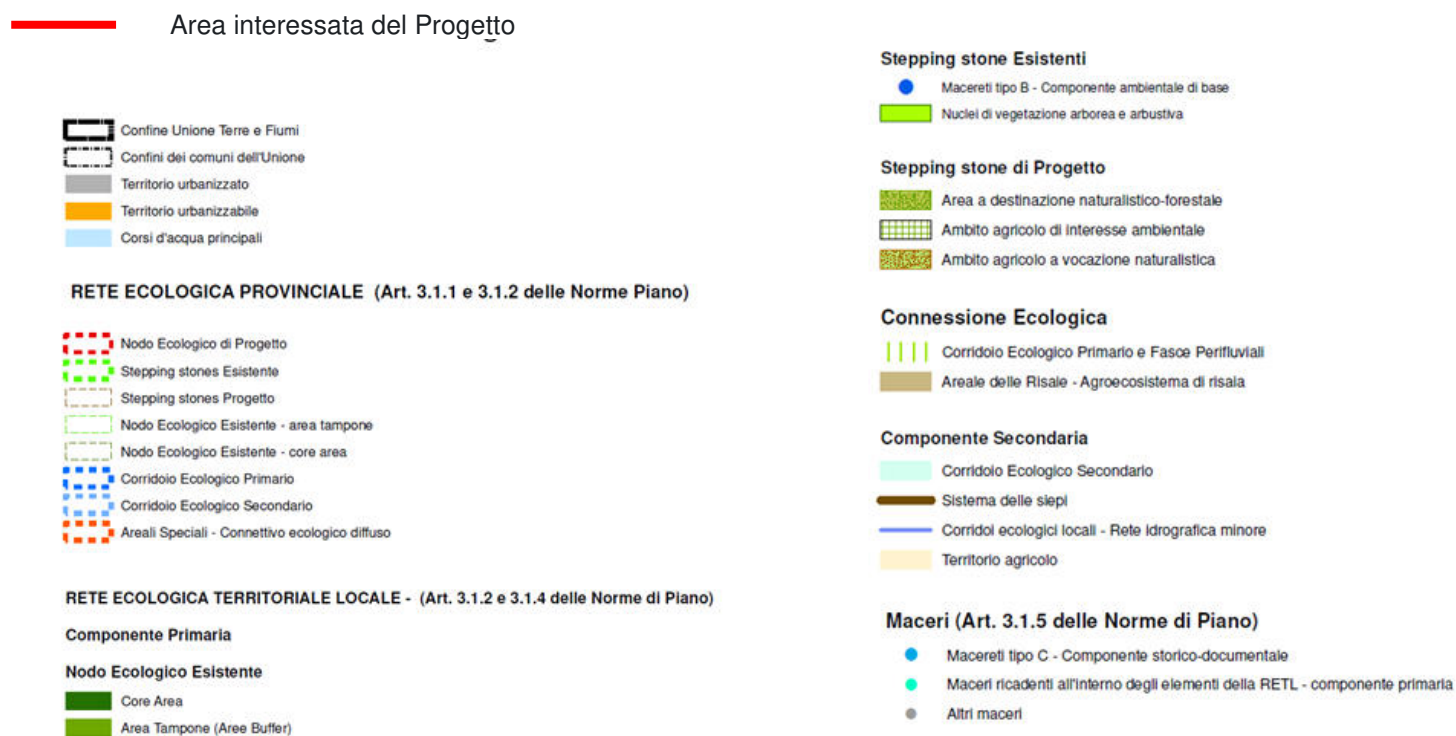 Area interessata del Progetto
Confine Unione Terre e Fiumi
Confini dei comuni dell'Unione
Territorio urbanizzato
Territorio urbanizzabile
Corsi d'acqua principali
RETE ECOLOGICA PROVINCIALE (Art. 3.1.1 e 3.1.2 delle Norme Piano)
Nodo Ecologico di Progetto
Stepping stones Esistente
Stepping stones Progetto
Nodo Ecologico Esistente - area tampone
Nodo Ecologico Esistente - core area
Corridoio Ecologico Primario
Corridoio Ecologico Secondario
Areali Speciali - Connettivo ecologico diffuso
RETE ECOLOGICA TERRITORIALE LOCALE - (Art. 3.1.2 e 3.1.4 delle Norme di Piano)
Componente Primaria
Nodo Ecologico Esistente
Core Area
Area Tampone (Aree Buffer)
Stepping stone Esistenti
Macereti tipo B - Componente ambientale di base
Nuclei di vegetazione arborea e arbustiva
Stepping stone di Progetto
Area a destinazione naturalistico-forestale
Ambito agricolo di interesse ambientale
Ambito agricolo a vocazione naturalistica
Connessione Ecologica
Corridoio Ecologico Primario e Fasce Perifluviali
Areale delle Risaie - Agroecosistema di risaia
Componente Secondaria
Corridoio Ecologico Secondario
Sistema delle siepi
Corridoi ecologici locali - Rete idrografica minore
Territorio agricolo
Maceri (Art. 3.1.5 delle Norme di Piano)
Macereti tipo C - Componente storico-documentale
Maceri ricadenti all'interno degli elementi della RETL - componente primaria
Altri maceri